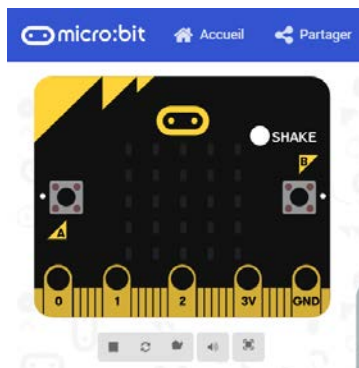 micro:bit Accueil Partager
SHAKE
B
A
0 1 2 3V GND